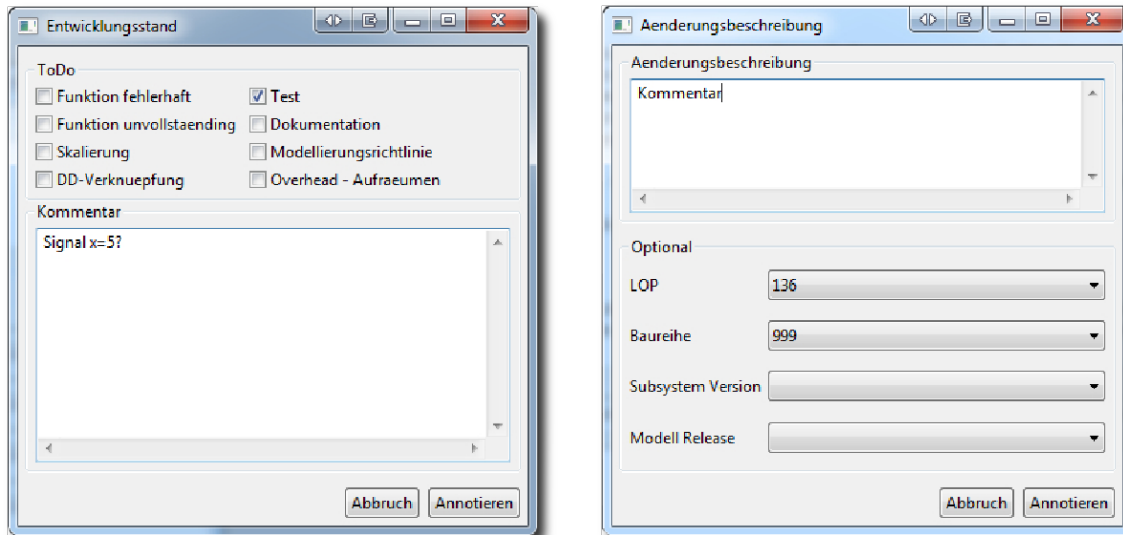 Entwicklungsstand
ToDo
Funktion fehlerhaft
Test
Funktion unvollstaending
Dokumentation
Skalierung
Modellierungsrichtlinie
DD-Verknuepfung
Overhead - Aufraeumen
Kommentar
Signal x=5?
Abbruch
Annotieren
Aenderungsbeschreibung
Aenderungsbeschreibung
Kommentar
Optional
LOP
136
Baureihe
999
Subsystem Version
Modell Release
Abbruch
Annotieren